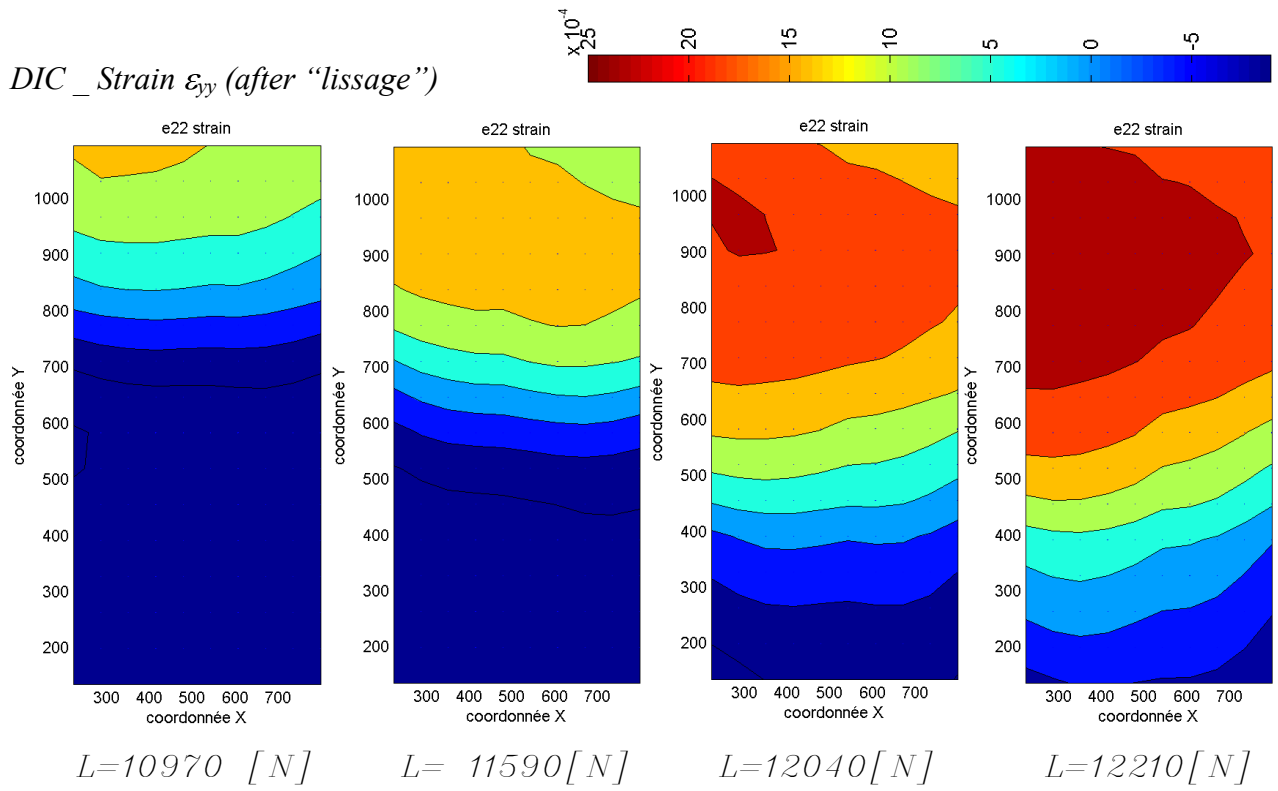 x 10-4
25 20 15 10 5 0 -5
DIC _ Strain εyy (after “lissage”)
e22 strain
e22 strain
e22 strain
e22 strain
1000
900
800
700
600
500
400
300
200
coordonnée Y
300 400 500 600 700
coordonnée X
1000
900
800
700
600
500
400
300
200
coordonnée Y
300 400 500 600 700
coordonnée X
1000
900
800
700
600
500
400
300
200
coordonnée Y
300 400 500 600 700
coordonnée X
1000
900
800
700
600
500
400
300
200
coordonnée Y
300 400 500 600 700
coordonnée X
L=10970 [N]
L= 11590[N]
L=12040[N]
L=12210[N]